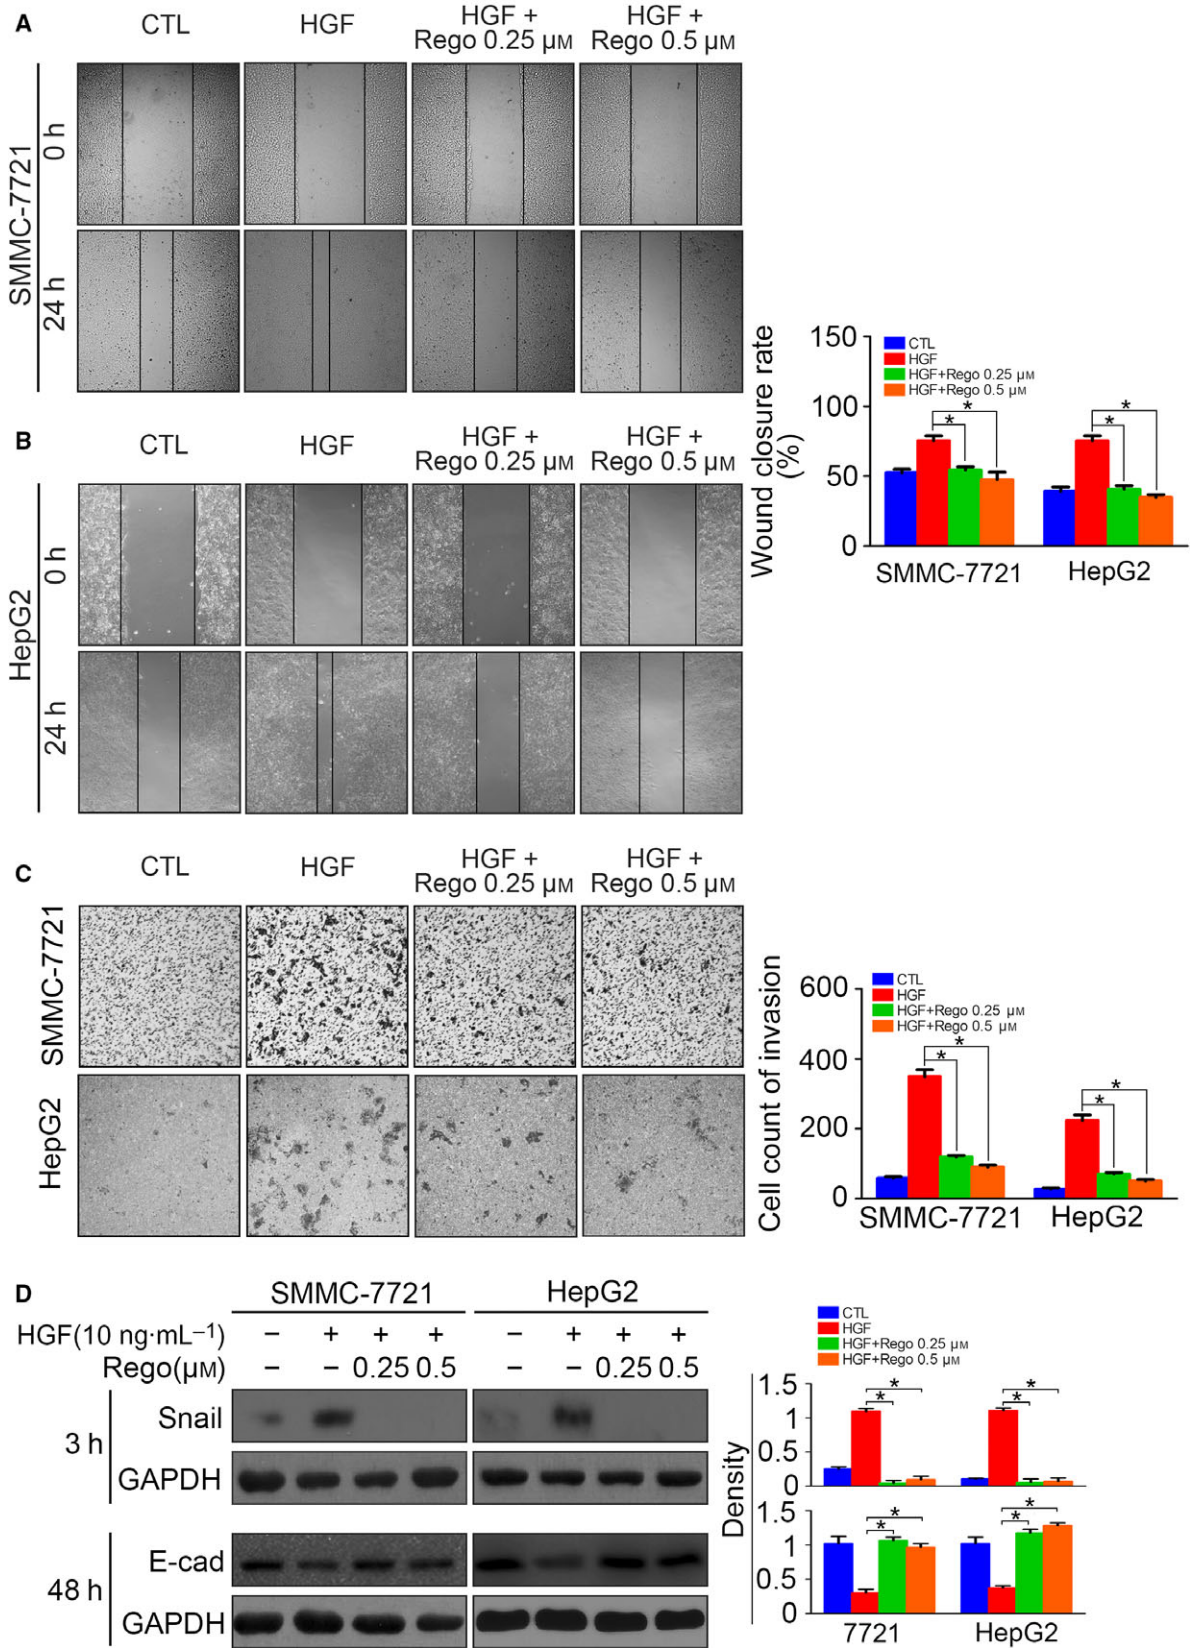 A
CTL
HGF
HGF +
Rego 0.25 µM
HGF +
Rego 0.5 µM
SMMC-7721
0 h
24 h
Wound closure rate
(%)
150
100
50
0
CTL
HGF
HGF+Rego 0.25 µM
HGF+Rego 0.5 µM
*
*
*
*
SMMC-7721
HepG2
B
CTL
HGF
HGF +
Rego 0.25 µM
HGF +
Rego 0.5 µM
HepG2
0 h
24 h
C
CTL
HGF
HGF +
Rego 0.25 µM
HGF +
Rego 0.5 µM
SMMC-7721
HepG2
Cell count of invasion
600
400
200
0
CTL
HGF
HGF+Rego 0.25 µM
HGF+Rego 0.5 µM
*
*
*
*
SMMC-7721
HepG2
D
SMMC-7721
HepG2
HGF(10 ng·mL⁻¹) − + + + − + + +
Rego(µM) − − 0.25 0.5 − − 0.25 0.5
3 h
Snail
GAPDH
48 h
E-cad
GAPDH
CTL
HGF
HGF+Rego 0.25 µM
HGF+Rego 0.5 µM
Density
1.5
1
0.5
0
*
*
*
*
1.5
1
0.5
0
*
*
*
*
7721
HepG2